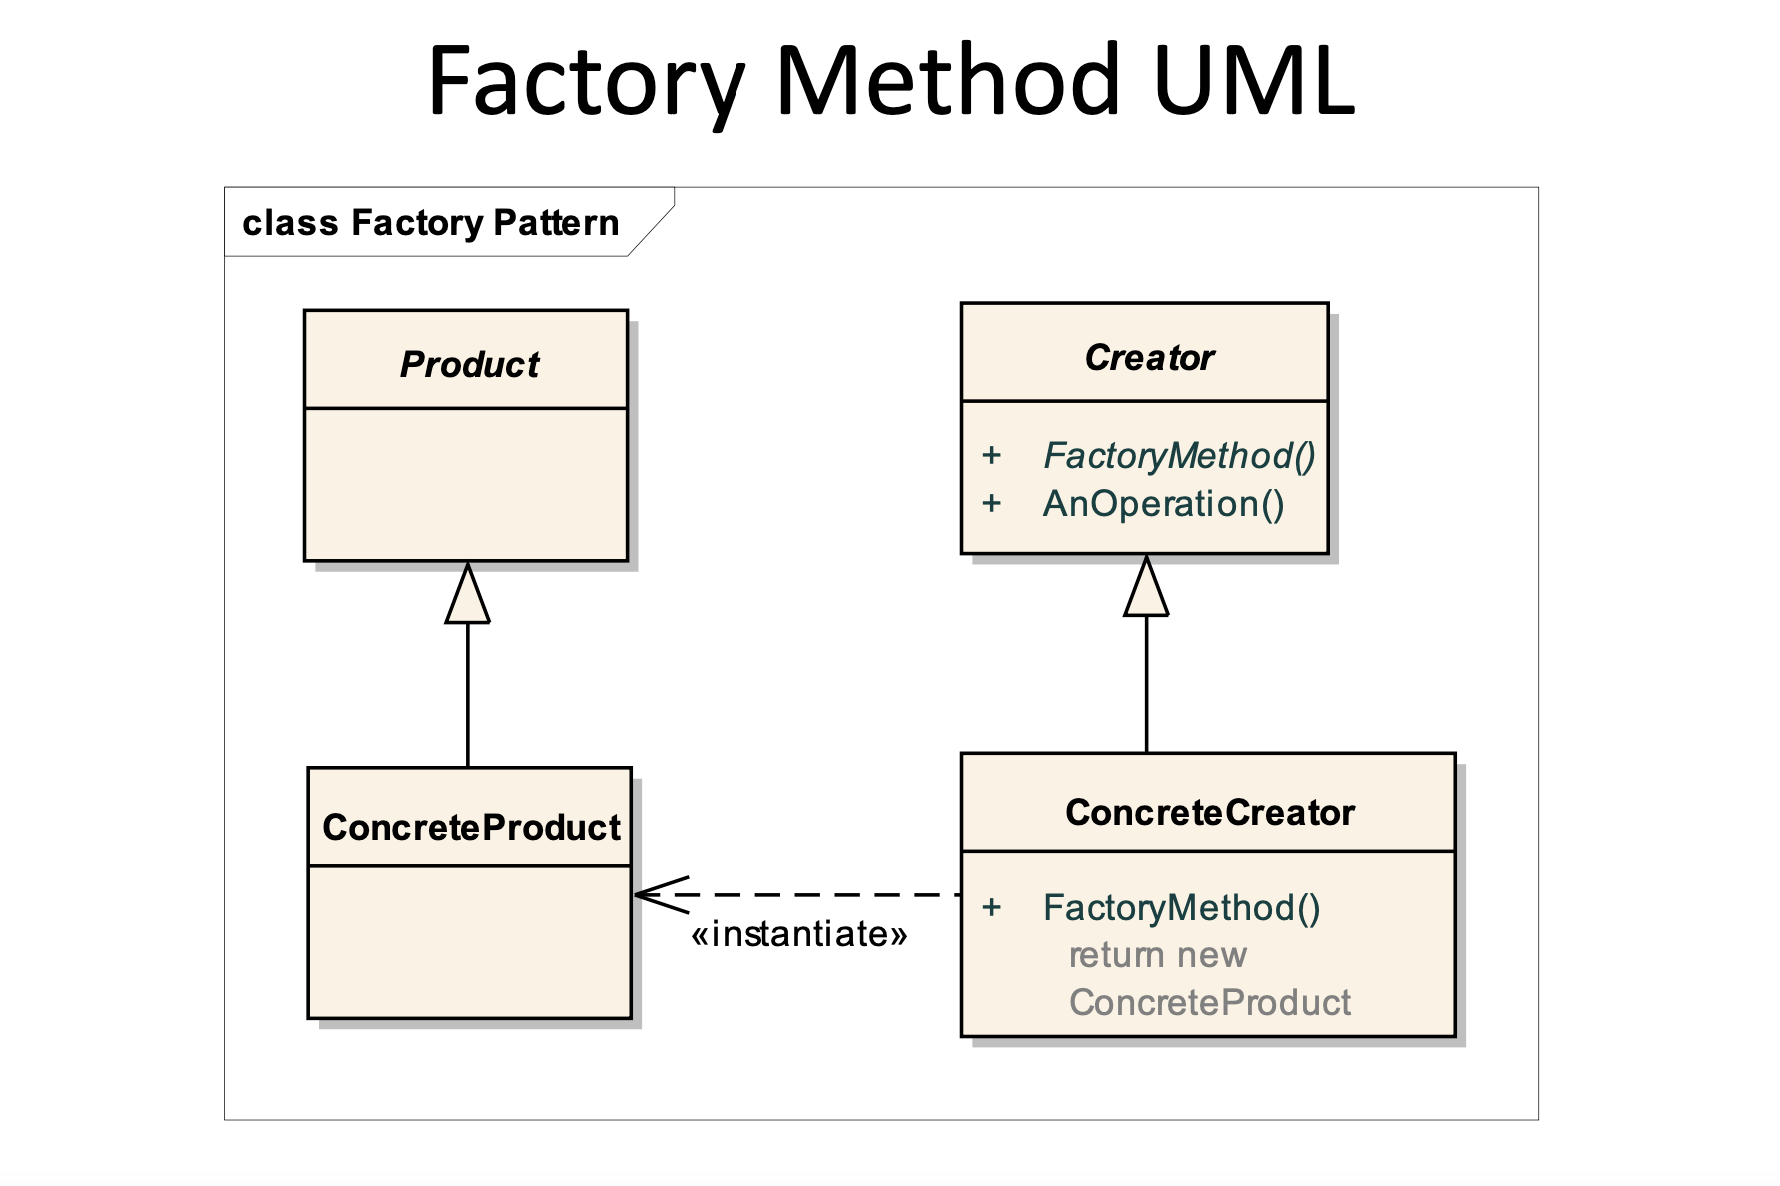 Factory Method UML
class Factory Pattern
Product
Creator
+ FactoryMethod()
+ AnOperation()
ConcreteProduct
ConcreteCreator
+ FactoryMethod()
return new
ConcreteProduct
«instantiate»